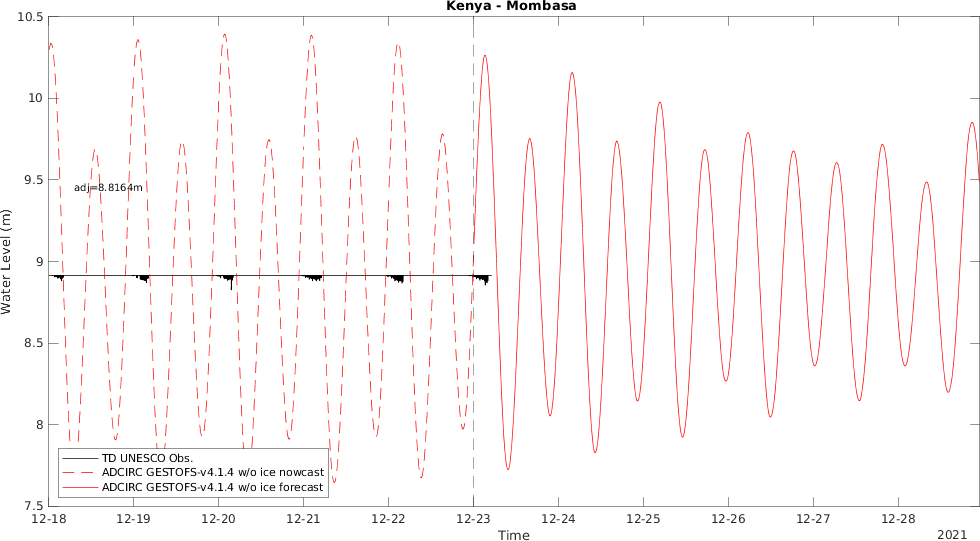 Kenya - Mombasa
10.5
10
9.5
9
8.5
8
7.5
Water Level (m)
adj=8.8164m
TD UNESCO Obs.
ADCIRC GESTOFS-v4.1.4 w/o ice nowcast
ADCIRC GESTOFS-v4.1.4 w/o ice forecast
12-18 12-19 12-20 12-21 12-22 12-23 12-24 12-25 12-26 12-27 12-28
Time
2021